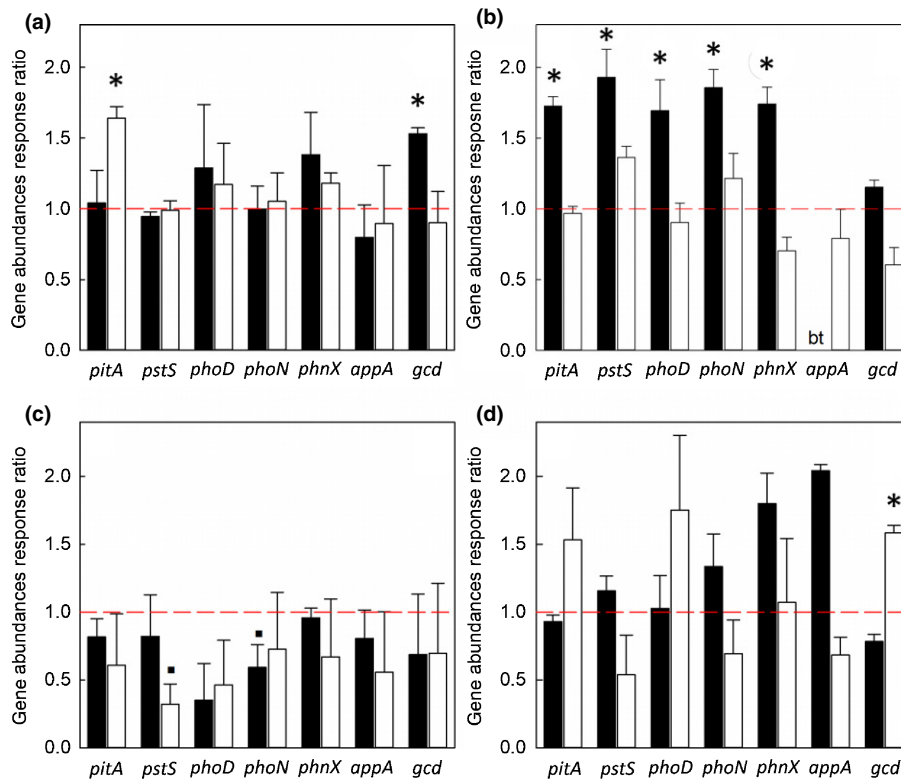 (a)
Gene abundances response ratio
2.0
1.5
1.0
0.5
0.0
*
*
pitA pstS phoD phoN phnX appA gcd
(b)
Gene abundances resposne ratio
2.0
1.5
1.0
0.5
0.0
* * * * *
bt
pitA pstS phoD phoN phnX appA gcd
(c)
Gene abundances response ratio
2.0
1.5
1.0
0.5
0.0
pitA pstS phoD phoN phnX appA gcd
(d)
Gene abundances response ratio
2.0
1.5
1.0
0.5
0.0
*
pitA pstS phoD phoN phnX appA gcd